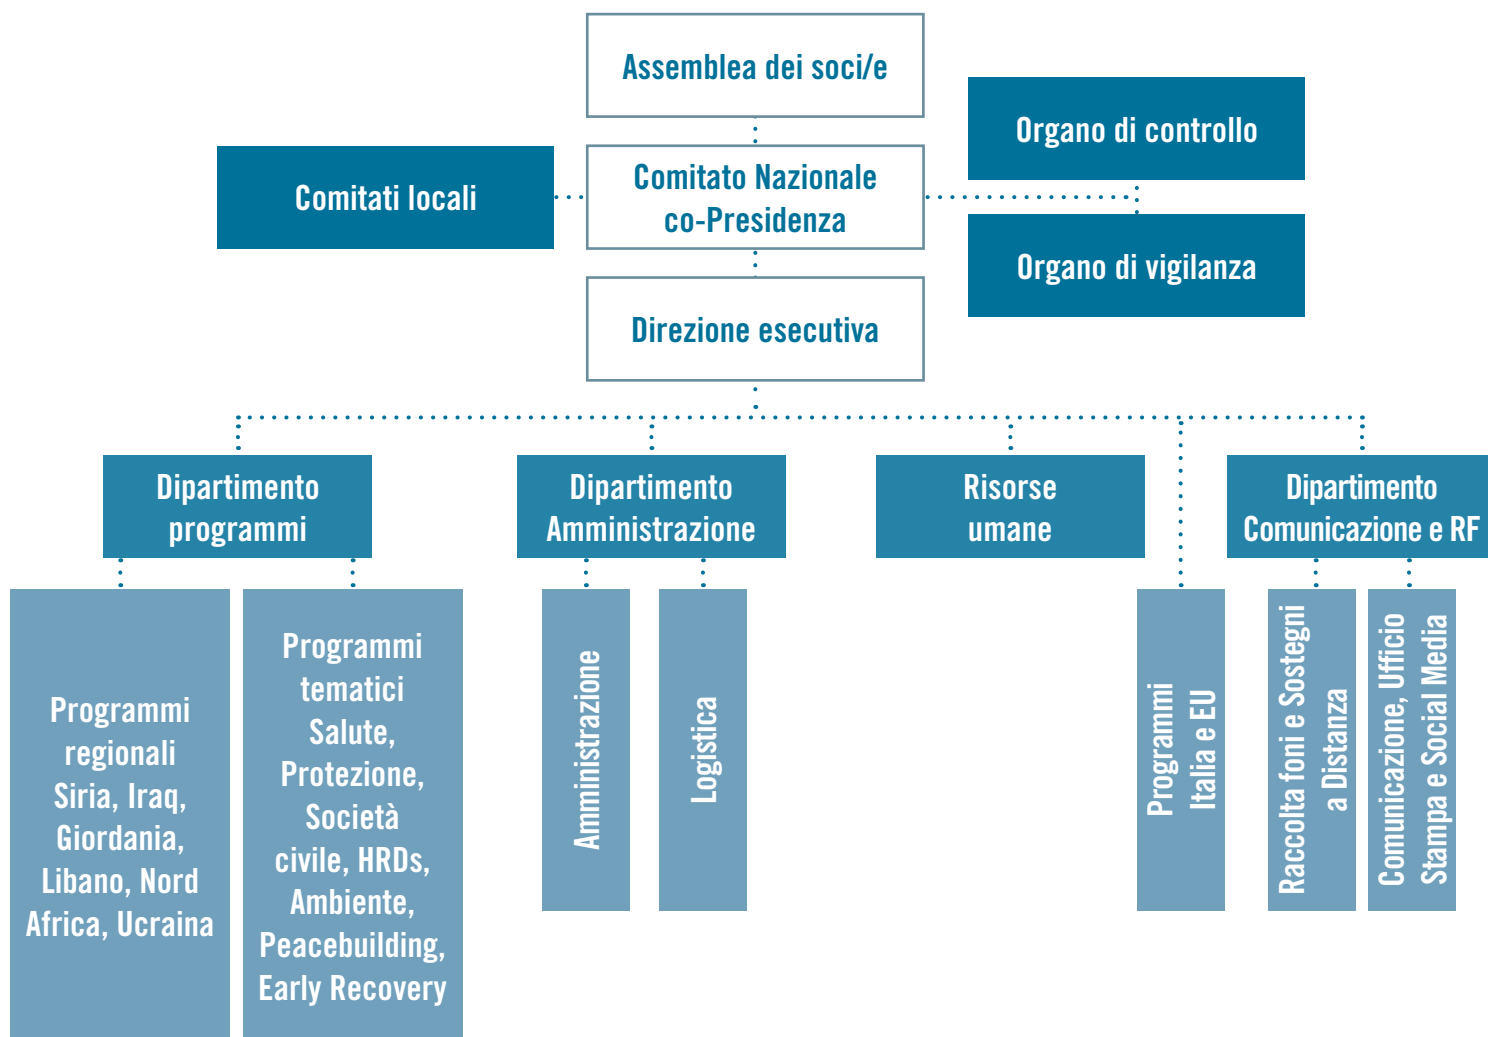 Assemblea dei soci/e
Organo di controllo
Comitati locali
Comitato Nazionale
co-Presidenza
Organo di vigilanza
Direzione esecutiva
Dipartimento
programmi
Dipartimento
Amministrazione
Risorse
umane
Dipartimento
Comunicazione e RF
Programmi
regionali
Siria, Iraq,
Giordania,
Libano, Nord
Africa, Ucraina
Programmi
tematici
Salute,
Protezione,
Società
civile, HRDs,
Ambiente,
Peacebuilding,
Early Recovery
Amministrazione
Logistica
Programmi
Italia e EU
Raccolta foni e Sostegni
a Distanza
Comunicazione, Ufficio
Stampa e Social Media